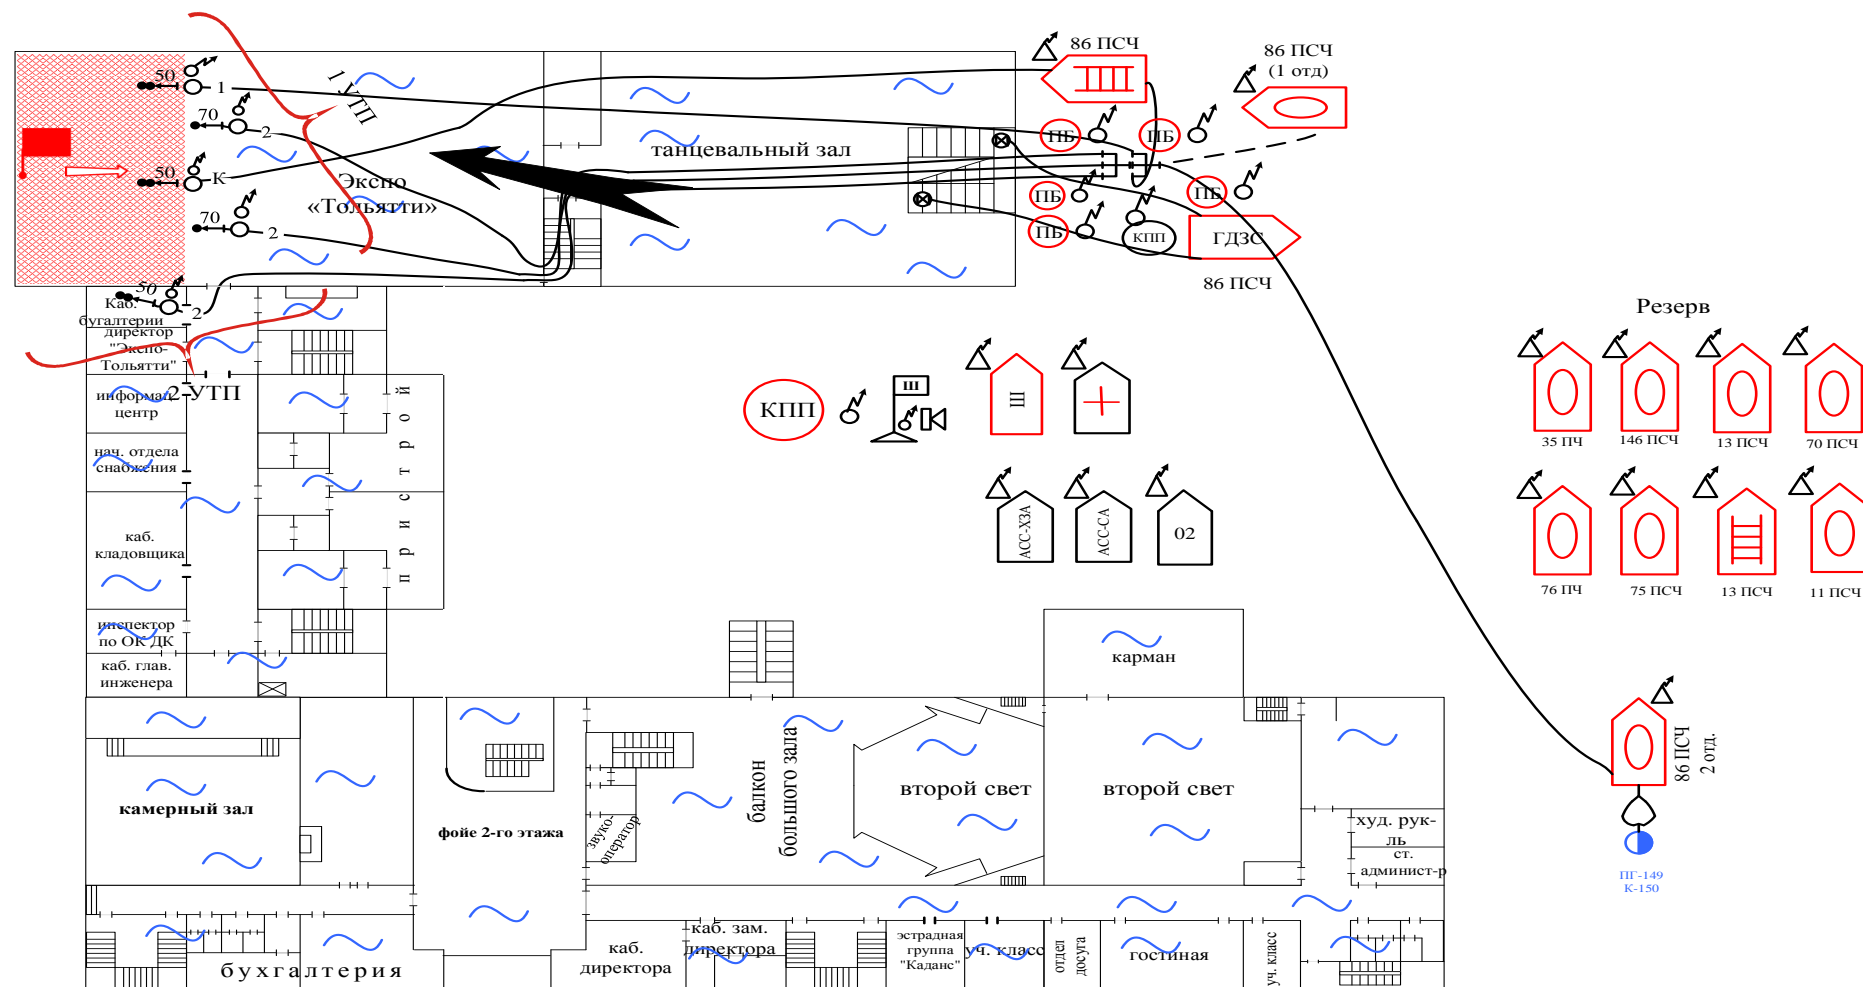 86 ПСЧ
86 ПСЧ
(1 отд)
50
1
1 УТП
70
2
ПБ
ПБ
танцевальный зал
50
К
Экспо
«Тольятти»
ПБ
ПБ
70
2
ПБ
КПП
ГДЗС
86 ПСЧ
50
2
Каб.
бугалтерии
директор
"Экспо-
Тольятти"
2 УТП
информац.
центр
нач. отдела
снабжения
каб.
кладовщика
инспектор
по ОК ДК
каб. глав.
инженера
пристрой
КПП
Ш
Ш
АСС-ХЗА
АСС-СА
02
Резерв
35 ПЧ
146 ПСЧ
13 ПСЧ
70 ПСЧ
76 ПЧ
75 ПСЧ
13 ПСЧ
11 ПСЧ
86 ПСЧ
2 отд.
ПГ-149
К-150
карман
камерный зал
фойе 2-го этажа
звуко-
оператор
балкон
большого зала
второй свет
второй свет
худ. рук-
ль
ст.
админист-р
бухгалтерия
каб.
директора
каб. зам.
директора
эстрадная
группа
"Каданс"
уч. класс
отдел
досуга
гостиная
уч. класс